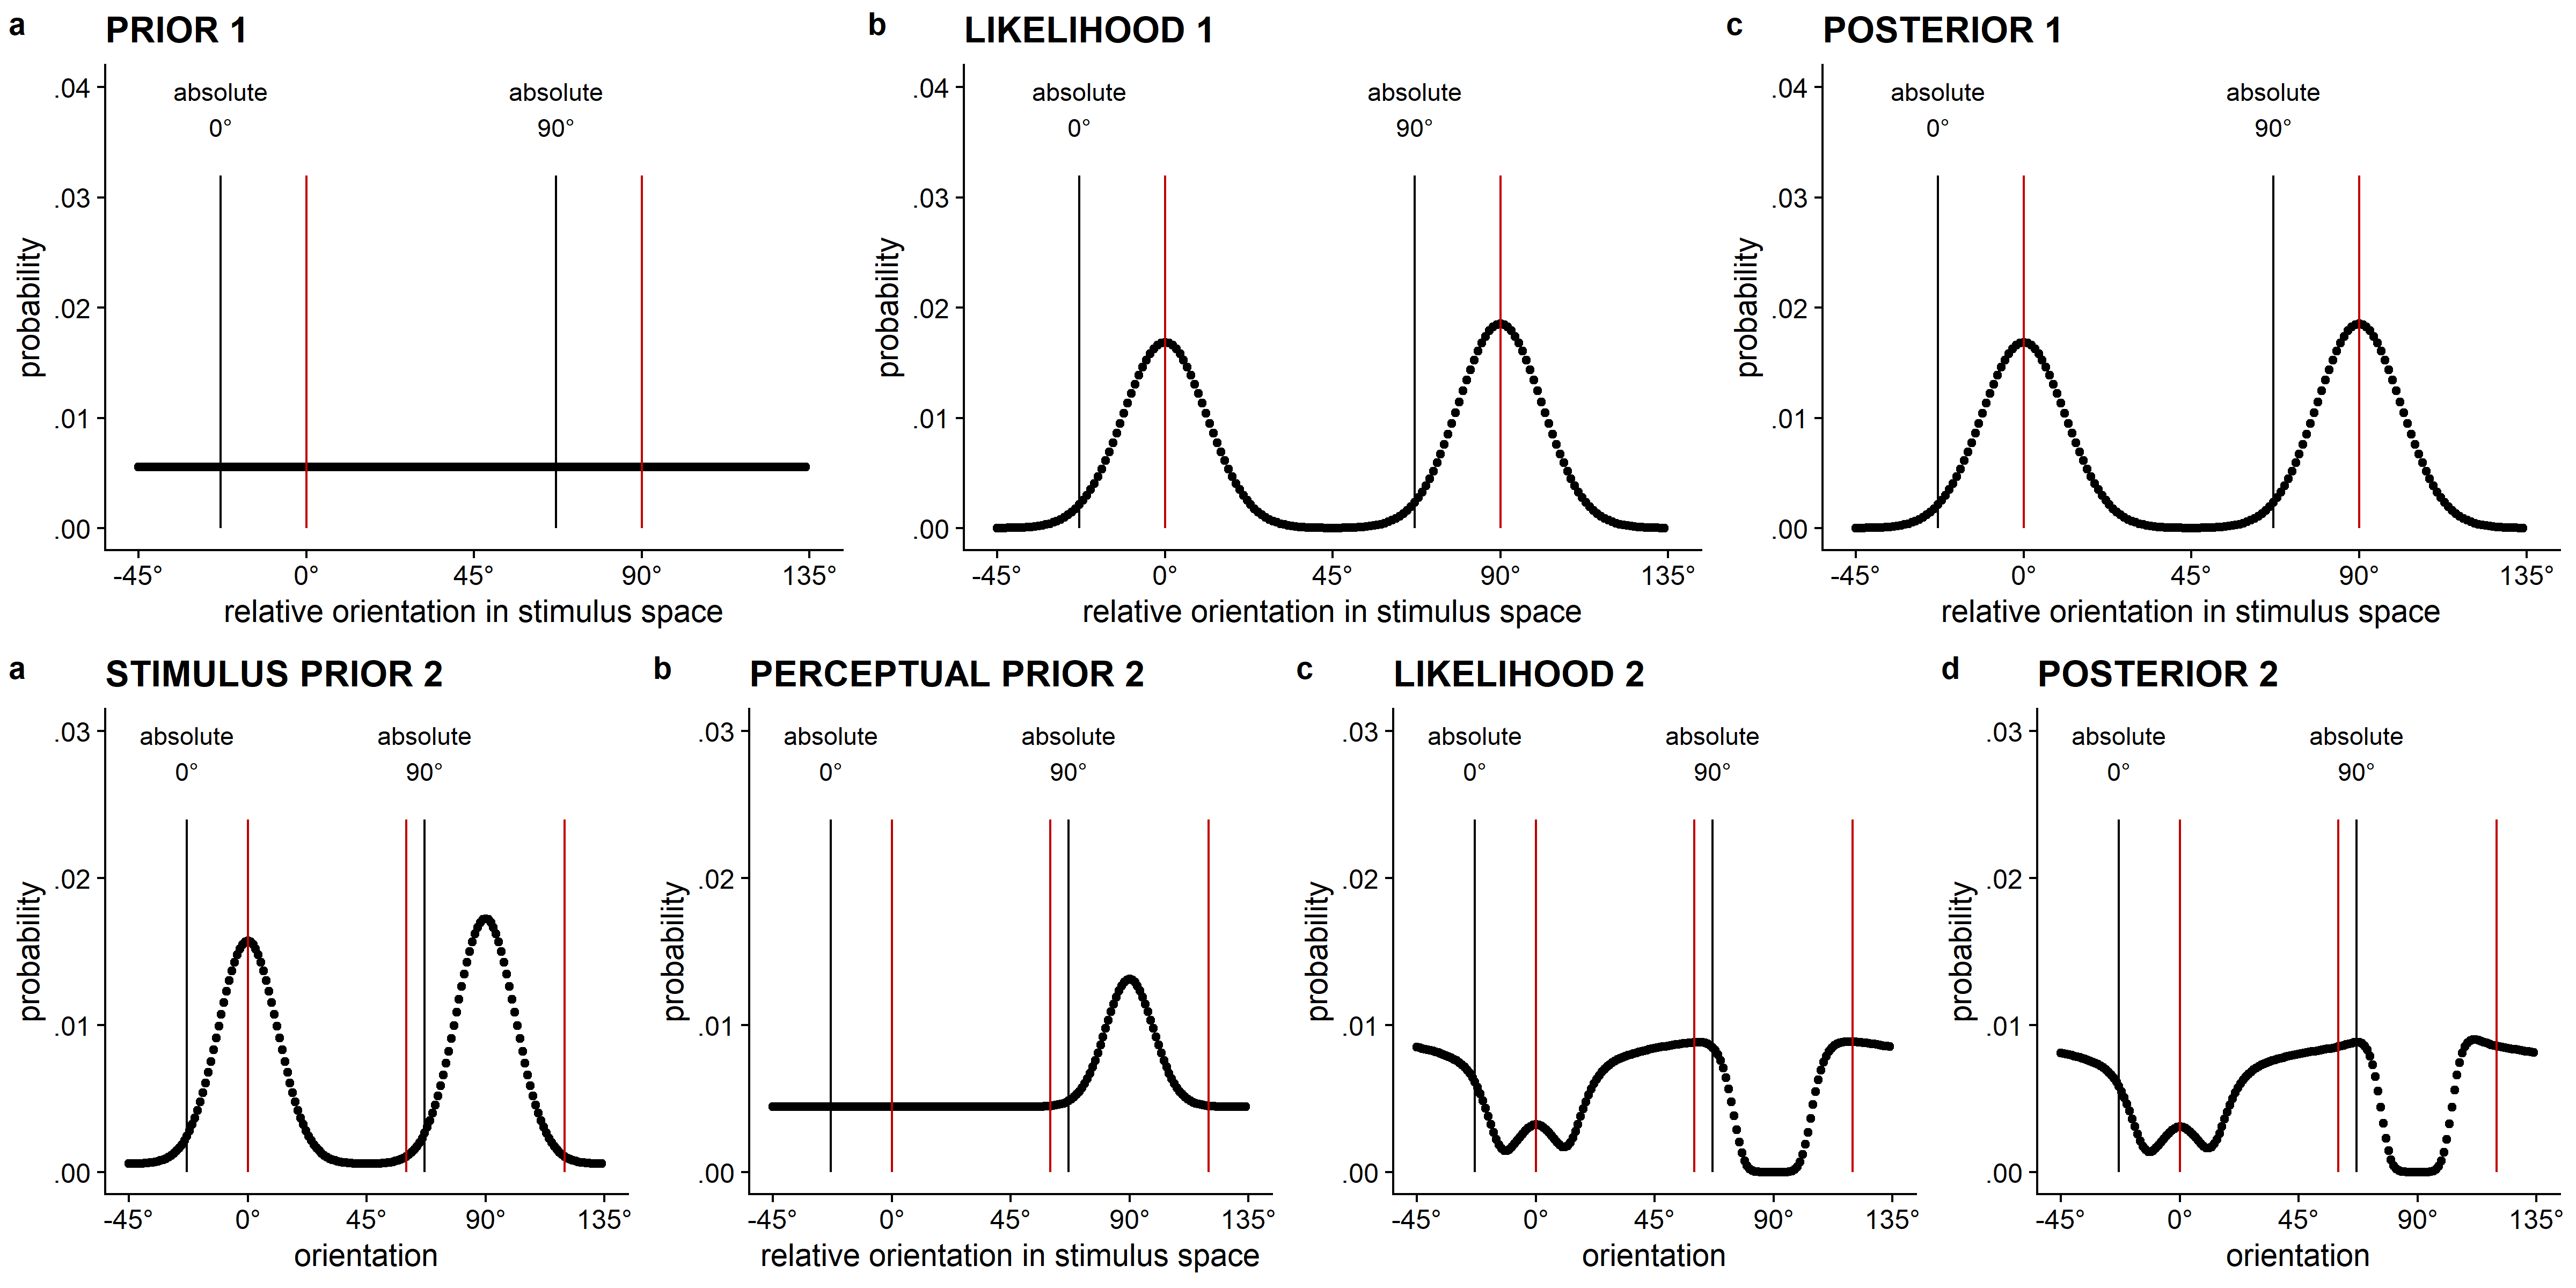 a PRIOR 1
absolute
0°
absolute
90°
.04
.03
.02
.01
.00
probability
-45° 0° 45° 90° 135°
relative orientation in stimulus space
b LIKELIHOOD 1
absolute
0°
absolute
90°
.04
.03
.02
.01
.00
probability
-45° 0° 45° 90° 135°
relative orientation in stimulus space
c POSTERIOR 1
absolute
0°
absolute
90°
.04
.03
.02
.01
.00
probability
-45° 0° 45° 90° 135°
relative orientation in stimulus space
a STIMULUS PRIOR 2
absolute
0°
absolute
90°
.03
.02
.01
.00
probability
-45° 0° 45° 90° 135°
orientation
b PERCEPTUAL PRIOR 2
absolute
0°
absolute
90°
.03
.02
.01
.00
probability
-45° 0° 45° 90° 135°
relative orientation in stimulus space
c LIKELIHOOD 2
absolute
0°
absolute
90°
.03
.02
.01
.00
probability
-45° 0° 45° 90° 135°
orientation
d POSTERIOR 2
absolute
0°
absolute
90°
.03
.02
.01
.00
probability
-45° 0° 45° 90° 135°
orientation